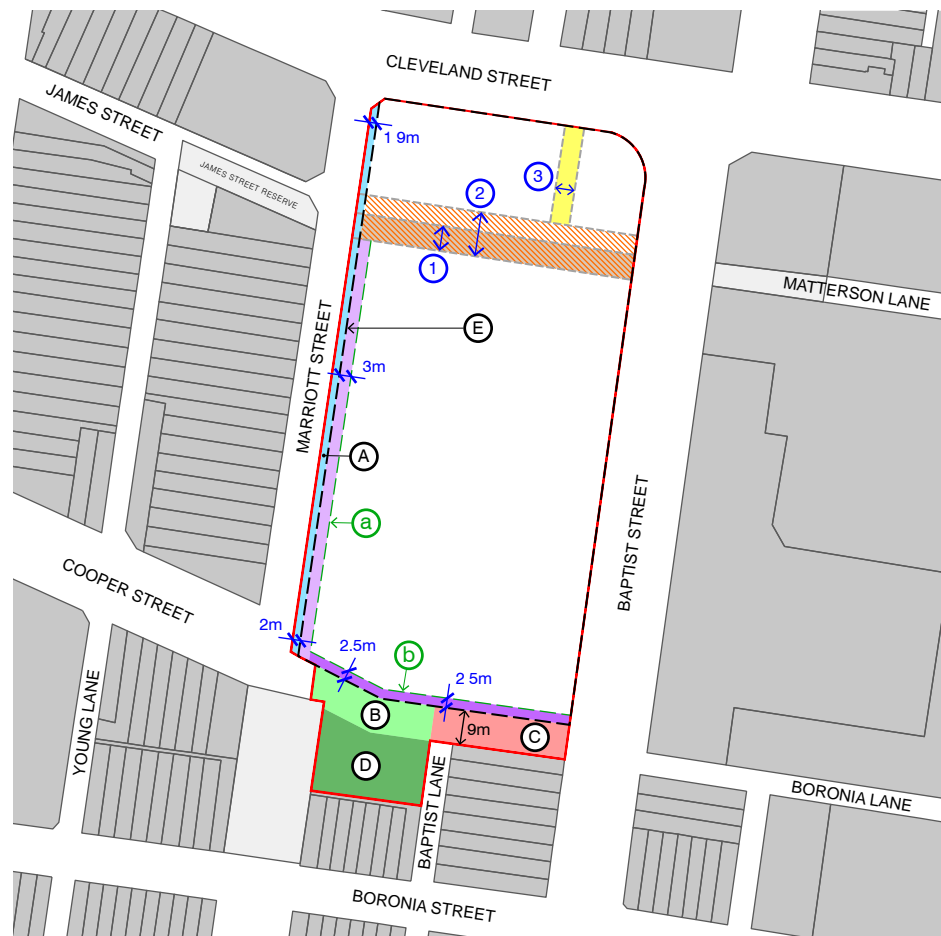 CLEVELAND STREET
JAMES STREET
1 9m
JAMES STREET RESERVE
3
2
1
MATTERSON LANE
E
MARRIOTT STREET
3m
A
a
BAPTIST STREET
COOPER STREET
2m
2.5m
b
2 5m
B
C
9m
YOUNG LANE
D
BAPTIST LANE
BORONIA LANE
BORONIA STREET